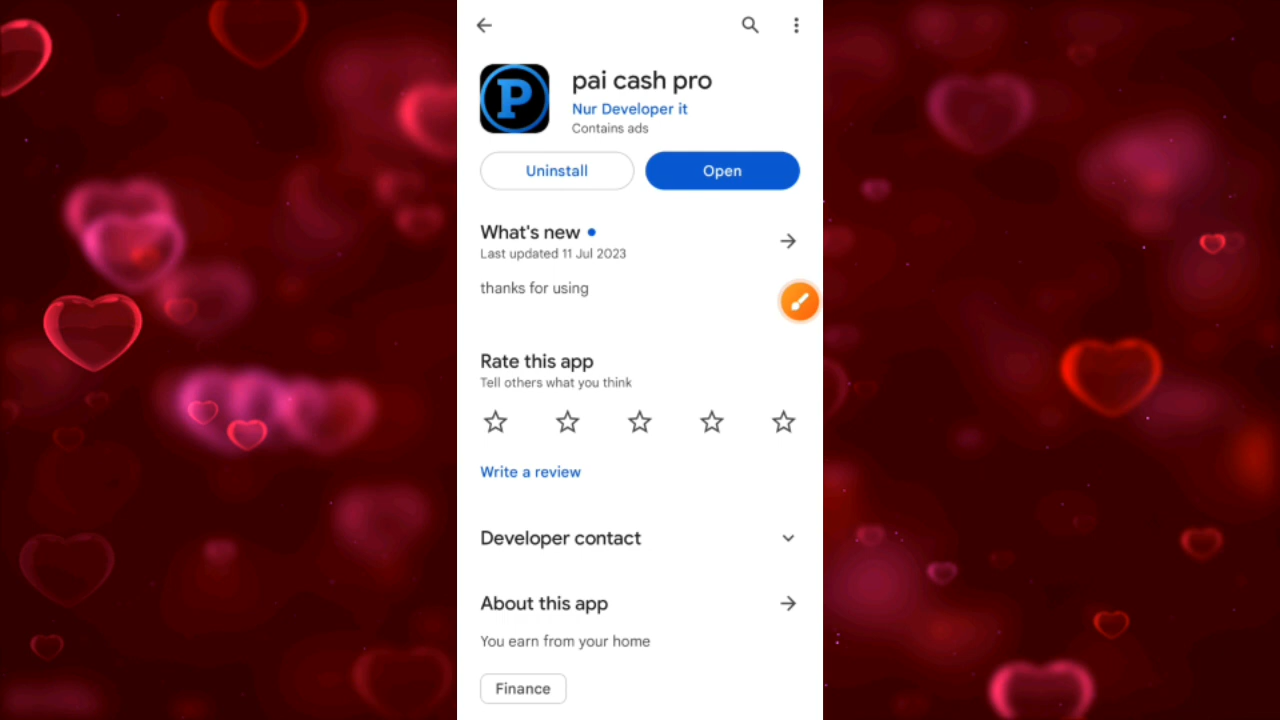 P
pai cash pro
Nur Developer it
Contains ads
Uninstall
Open
What's new
Last updated 11 Jul 2023
thanks for using
Rate this app
Tell others what you think
Write a review
Developer contact
About this app
You earn from your home
Finance